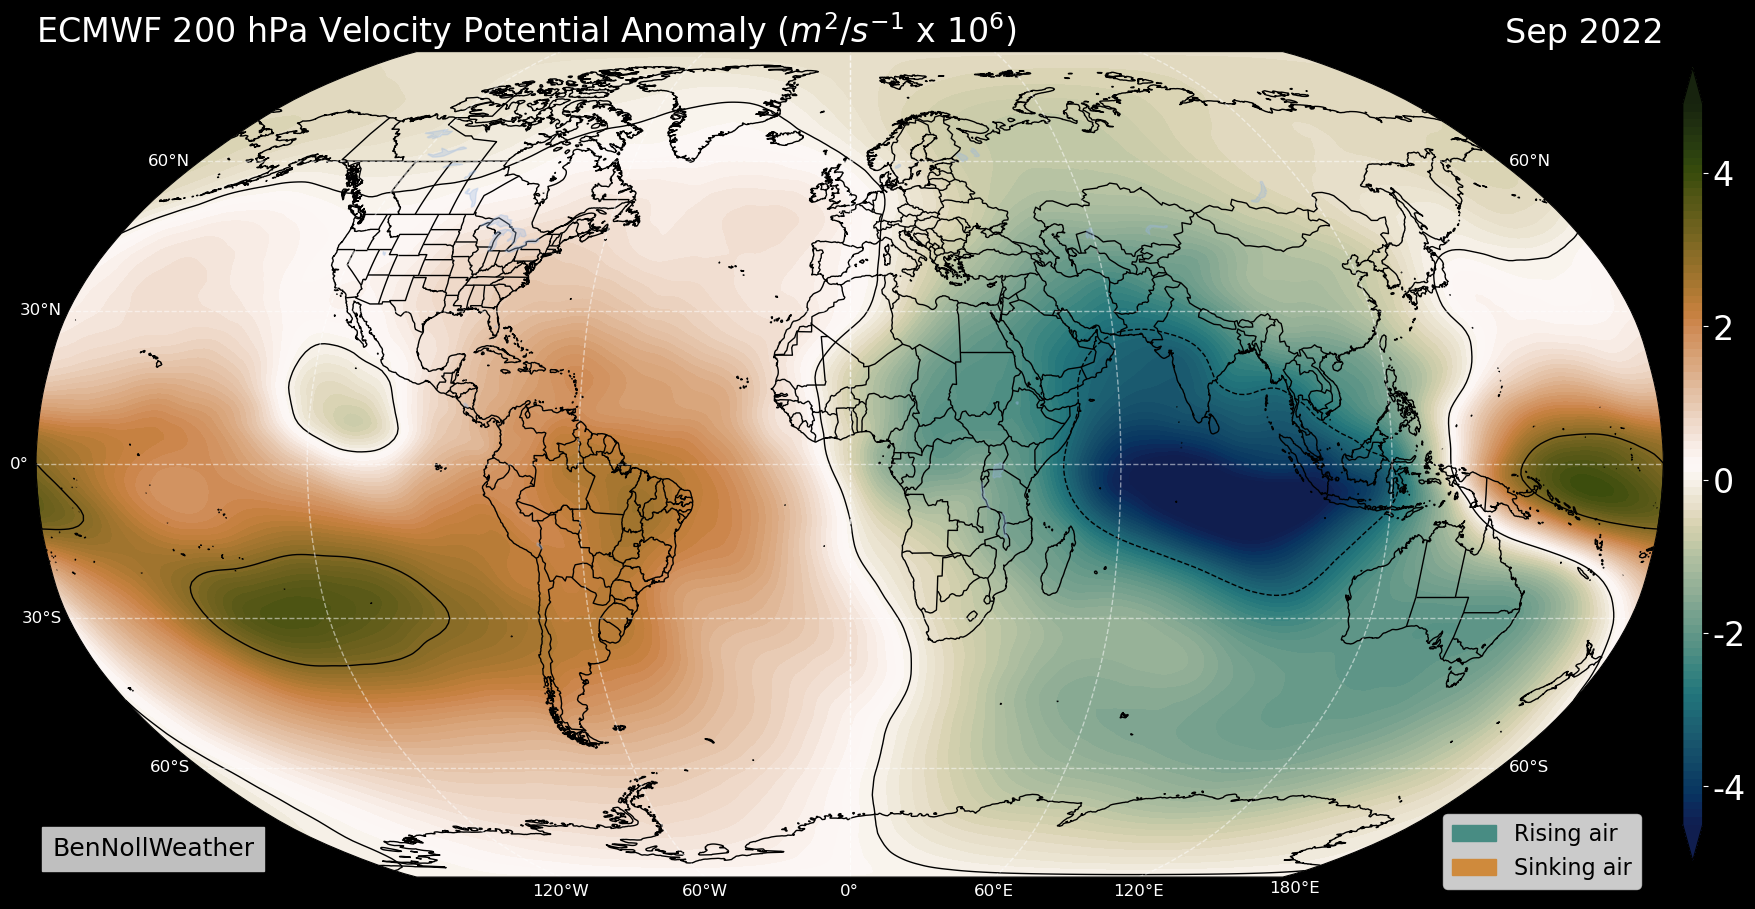 ECMWF 200 hPa Velocity Potential Anomaly (m²/s⁻¹ x 10⁶)
Sep 2022
60°N 60°N
4
30°N
2
0°
0
30°S
-2
60°S 60°S
-4
BenNollWeather
Rising air
Sinking air
120°W 60°W 0° 60°E 120°E 180°E